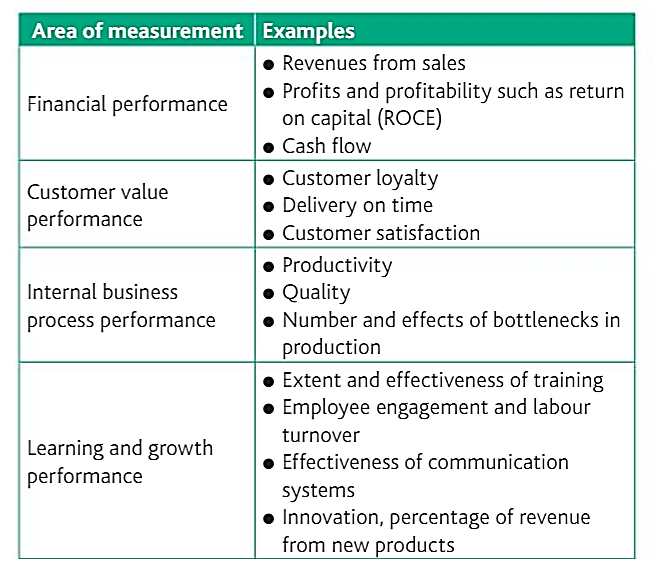 Area of measurement Examples
Financial performance
● Revenues from sales
● Profits and profitability such as return
on capital (ROCE)
● Cash flow
Customer value
performance
● Customer loyalty
● Delivery on time
● Customer satisfaction
Internal business
process performance
● Productivity
● Quality
● Number and effects of bottlenecks in
production
Learning and growth
performance
● Extent and effectiveness of training
● Employee engagement and labour
turnover
● Effectiveness of communication
systems
● Innovation, percentage of revenue
from new products